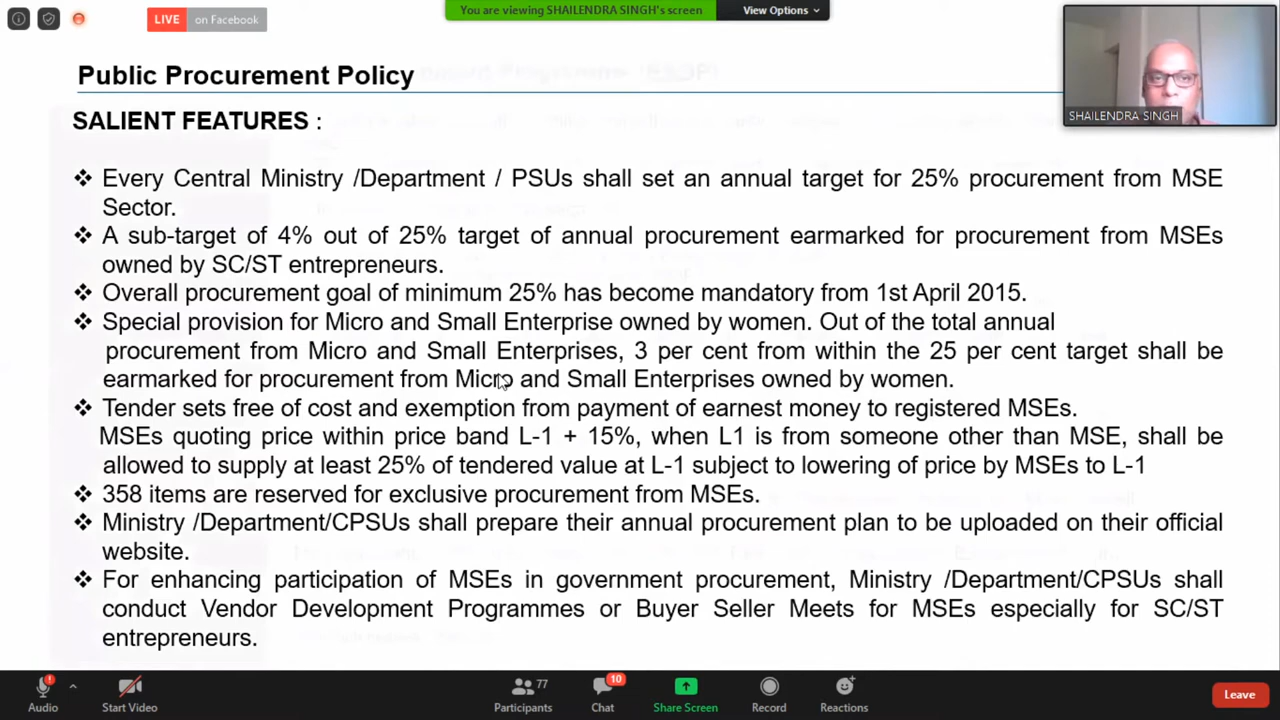 LIVE on Facebook
You are viewing SHAILENDRA SINGH's screen
View Options
SHAILENDRA SINGH
Public Procurement Policy
SALIENT FEATURES :
❖ Every Central Ministry /Department / PSUs shall set an annual target for 25% procurement from MSE
Sector.
❖ A sub-target of 4% out of 25% target of annual procurement earmarked for procurement from MSEs
owned by SC/ST entrepreneurs.
❖ Overall procurement goal of minimum 25% has become mandatory from 1st April 2015.
❖ Special provision for Micro and Small Enterprise owned by women. Out of the total annual
procurement from Micro and Small Enterprises, 3 per cent from within the 25 per cent target shall be
earmarked for procurement from Micro and Small Enterprises owned by women.
❖ Tender sets free of cost and exemption from payment of earnest money to registered MSEs.
MSEs quoting price within price band L-1 + 15%, when L1 is from someone other than MSE, shall be
allowed to supply at least 25% of tendered value at L-1 subject to lowering of price by MSEs to L-1
❖ 358 items are reserved for exclusive procurement from MSEs.
❖ Ministry /Department/CPSUs shall prepare their annual procurement plan to be uploaded on their official
website.
❖ For enhancing participation of MSEs in government procurement, Ministry /Department/CPSUs shall
conduct Vendor Development Programmes or Buyer Seller Meets for MSEs especially for SC/ST
entrepreneurs.
77
10
Audio
Start Video
Participants
Chat
Share Screen
Record
Reactions
Leave